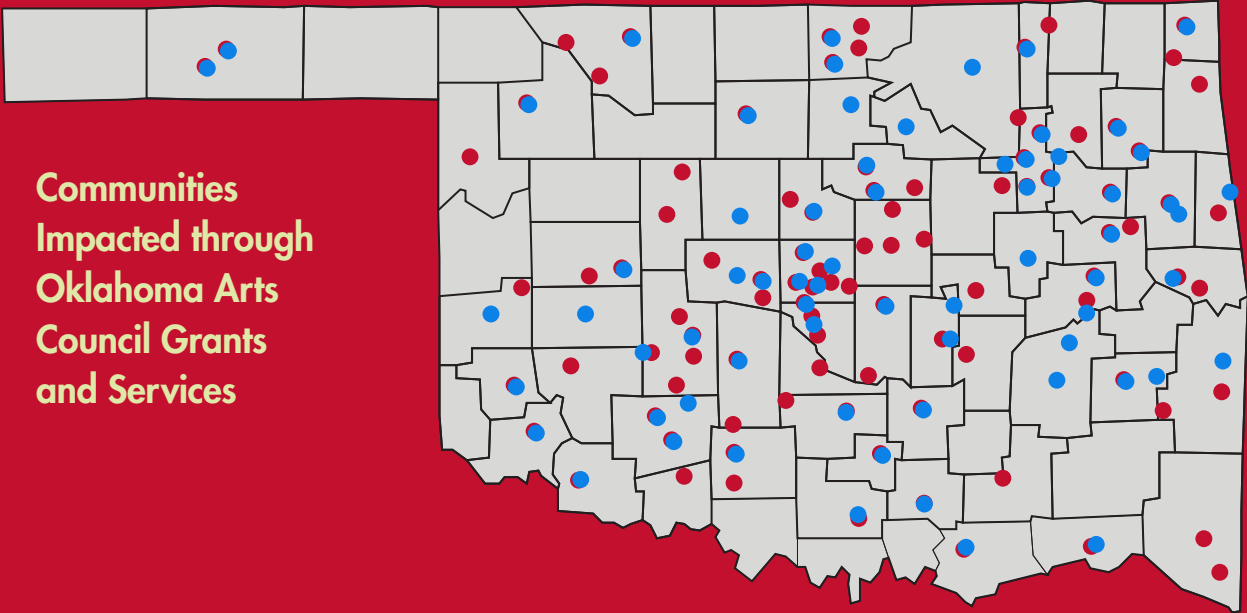 Communities
Impacted through
Oklahoma Arts
Council Grants
and Services